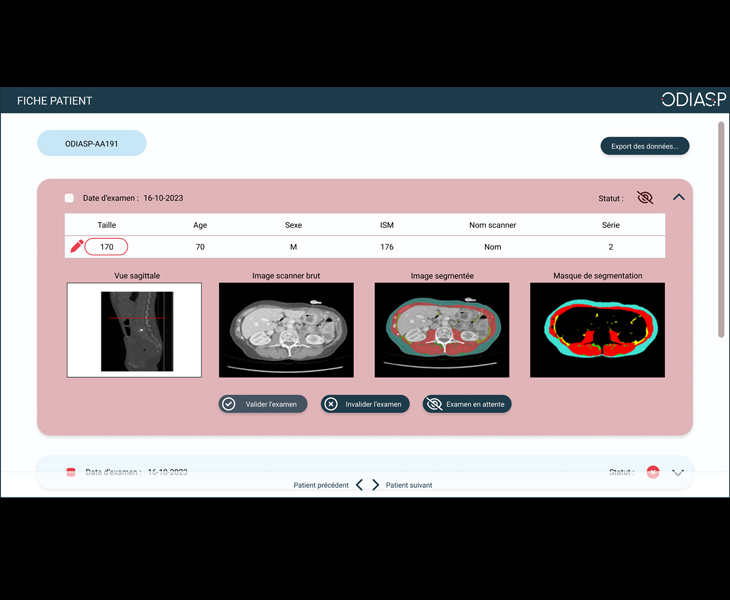 FICHE PATIENT
ODIASP
ODIASP-AA191
Export des données...
Date d'examen : 16-10-2023
Statut :
Taille Age Sexe ISM Nom scanner Série
170 70 M 176 Nom 2
Vue sagittale Image scanner brut Image segmentée Masque de segmentation
Valider l'examen Invalider l'examen Examen en attente
Date d'examen : 16-10-2023
Statut :
Patient précédent Patient suivant